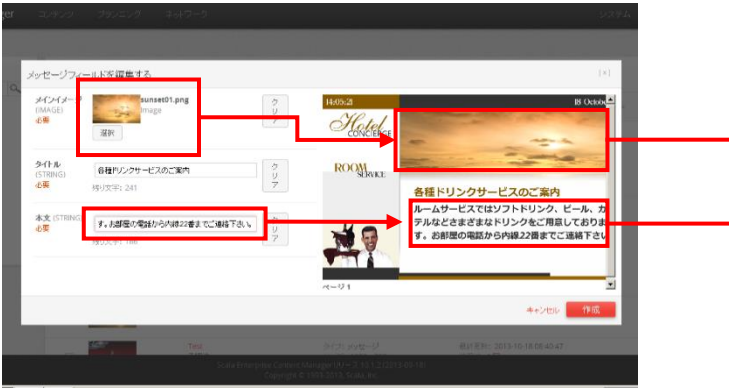 ger コンテンツ プランニング ネットワーク システム
メッセージフィールドを編集する [×]
メインイメージ
(IMAGE)
必要
sunset01.png
Image
選択
クリア
タイトル
(STRING)
必要
各種ドリンクサービスのご案内
残り文字: 241
クリア
本文 (STRING)
必要
す。お部屋の電話から内線22番までご連絡下さい。
クリア
14:05:21
18 Octobe
Hotel
CONCIERGE
ROOM
SERVICE
各種ドリンクサービスのご案内
ルームサービスではソフトドリンク、ビール、カ
テルなどさまざまなドリンクをご用意しておりま
す。お部屋の電話から内線22番までご連絡下さい
ページ 1
キャンセル 作成
Test